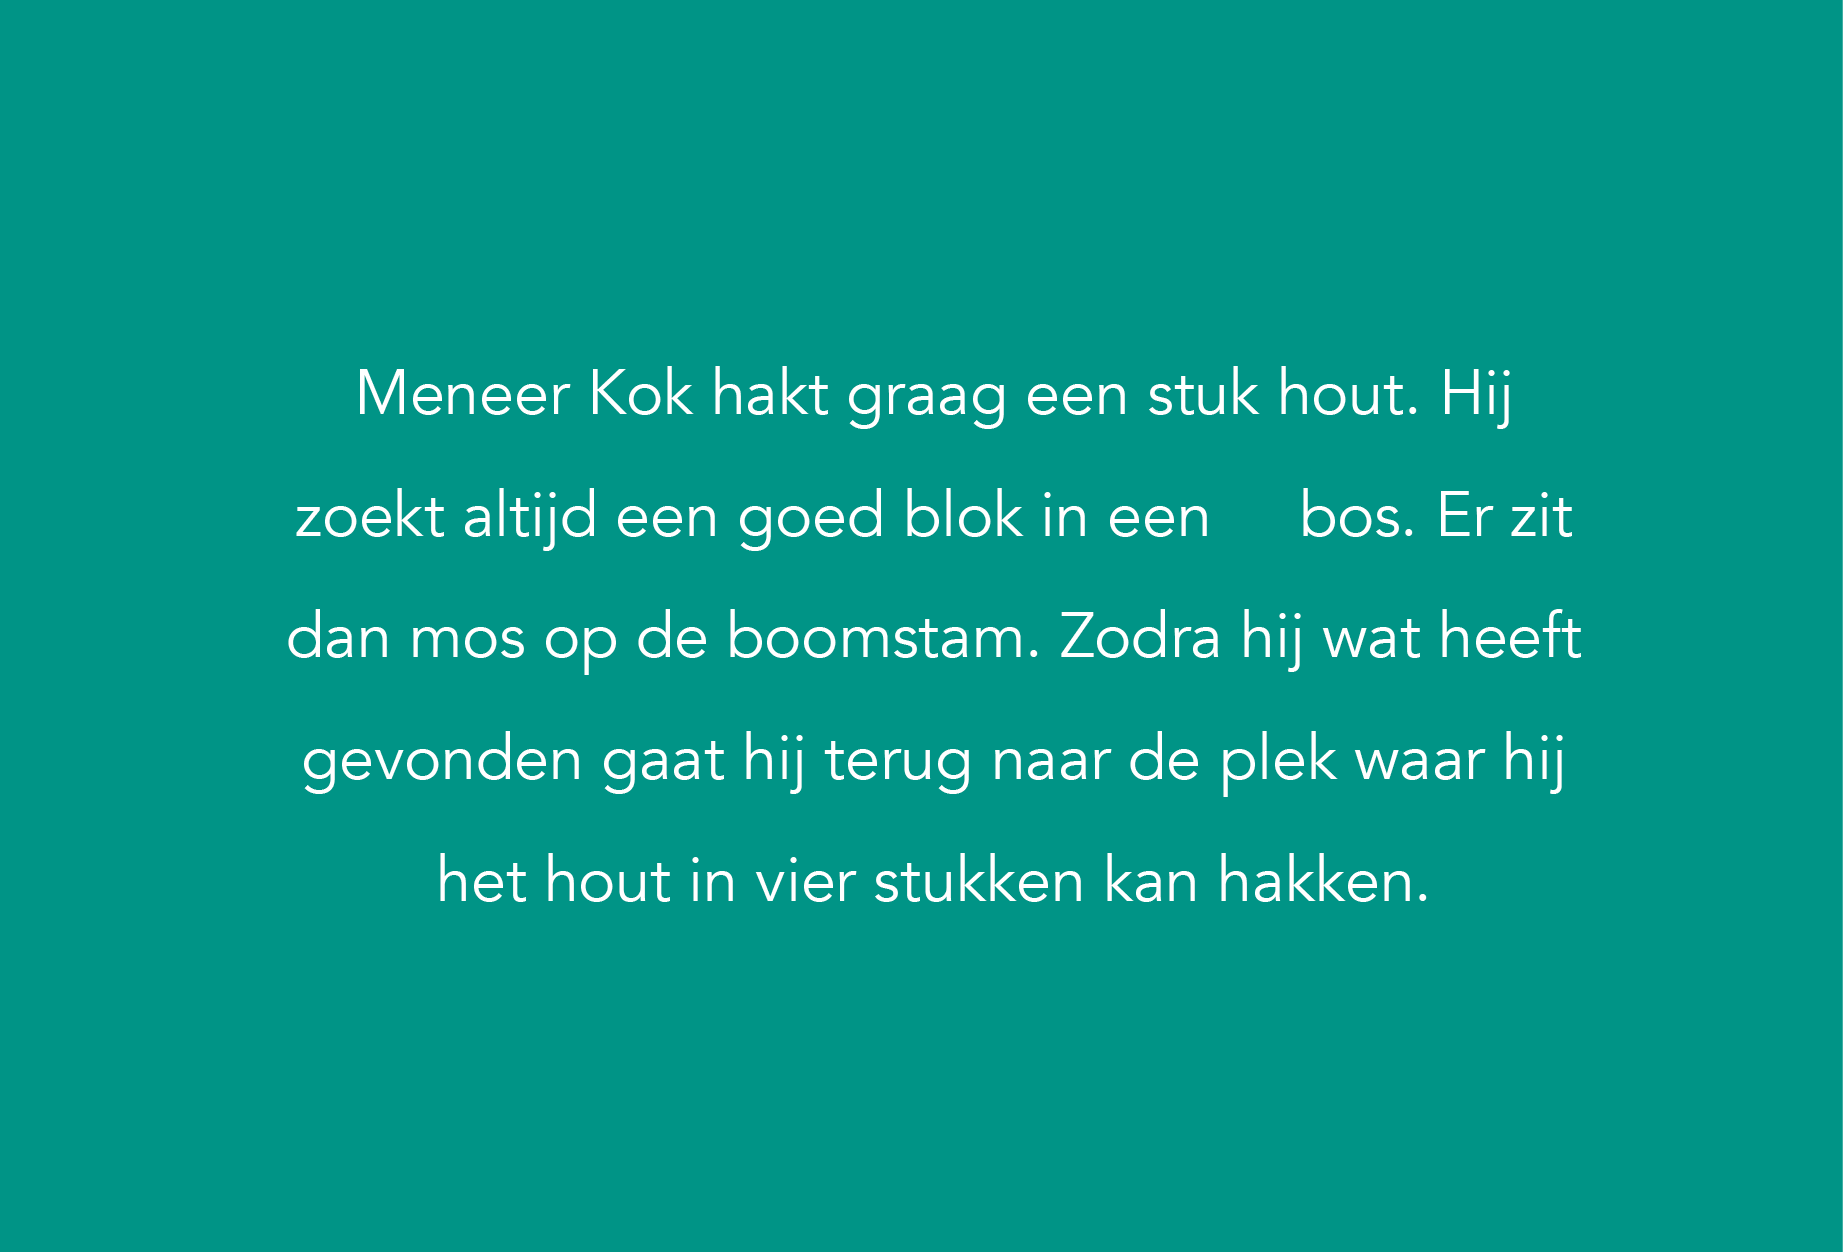 Meneer Kok hakt graag een stuk hout. Hij
zoekt altijd een goed blok in een bos. Er zit
dan mos op de boomstam. Zodra hij wat heeft
gevonden gaat hij terug naar de plek waar hij
het hout in vier stukken kan hakken.